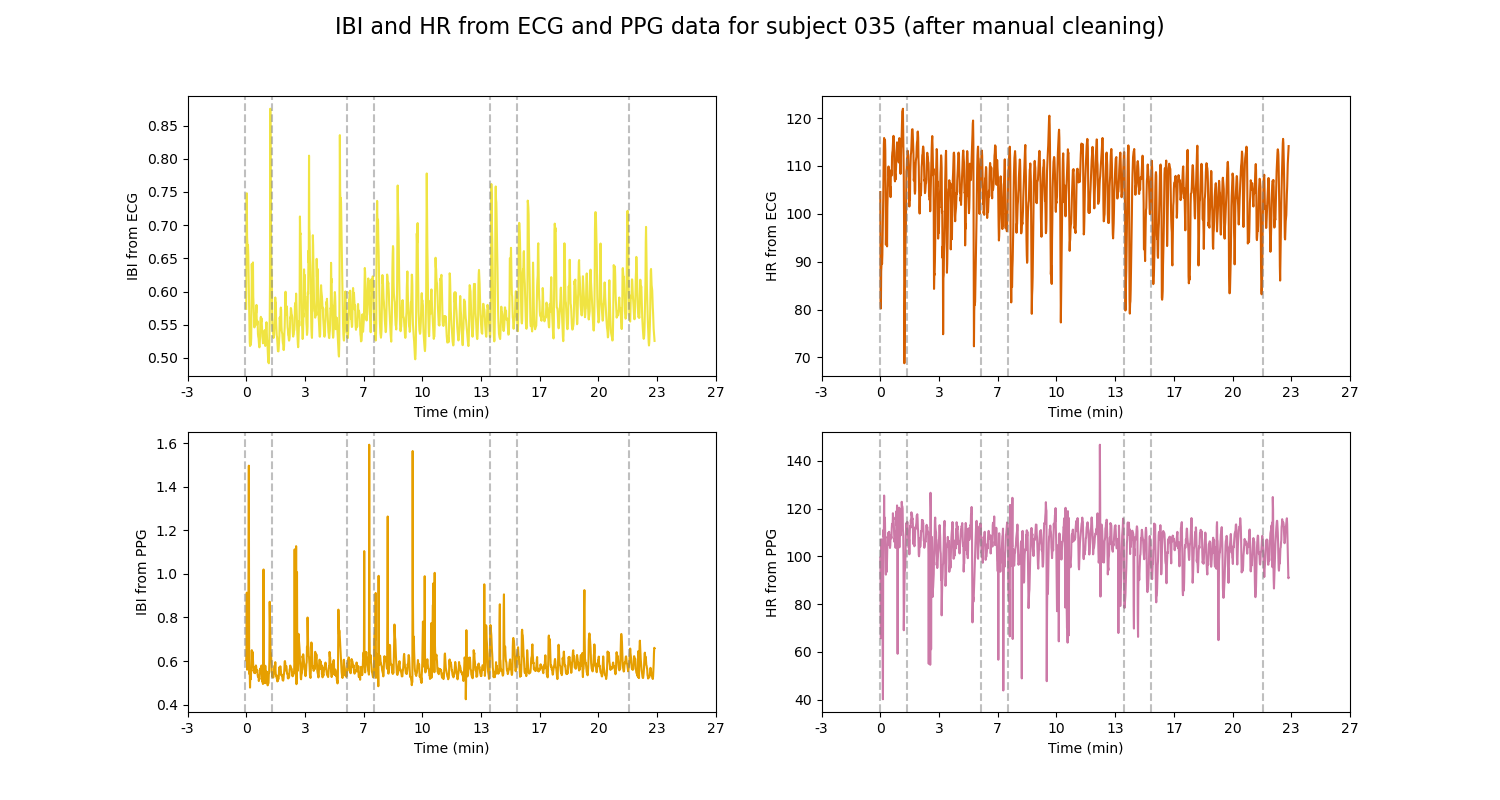 IBI and HR from ECG and PPG data for subject 035 (after manual cleaning)
IBI from ECG
0.85
0.80
0.75
0.70
0.65
0.60
0.55
0.50
-3 0 3 7 10 13 17 20 23 27
Time (min)
HR from ECG
120
110
100
90
80
70
-3 0 3 7 10 13 17 20 23 27
Time (min)
IBI from PPG
1.6
1.4
1.2
1.0
0.8
0.6
0.4
-3 0 3 7 10 13 17 20 23 27
Time (min)
HR from PPG
140
120
100
80
60
40
-3 0 3 7 10 13 17 20 23 27
Time (min)